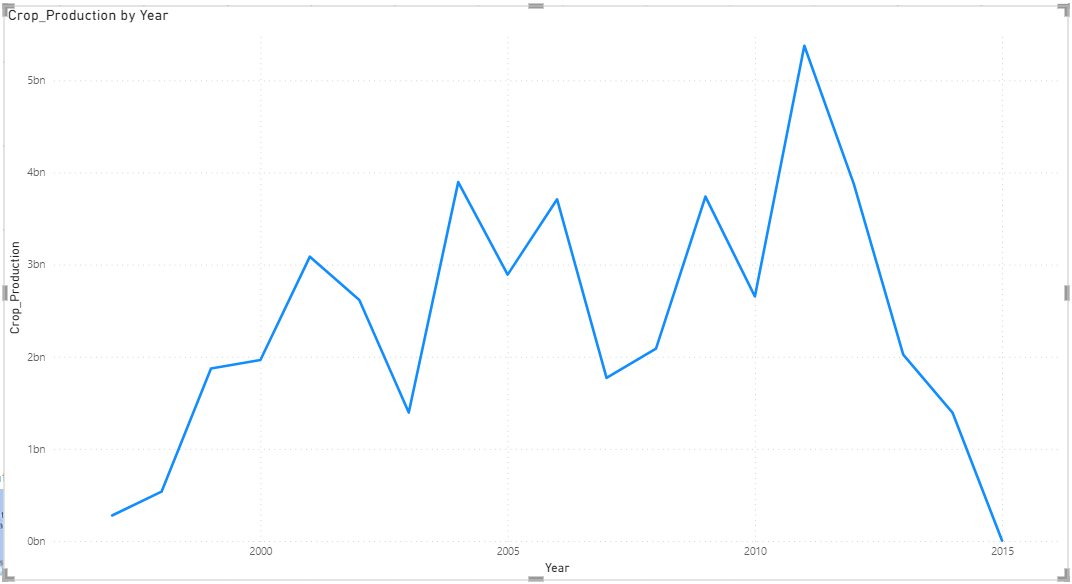 Crop_Production by Year
5bn
4bn
3bn
2bn
1bn
0bn
Crop_Production
2000 2005 2010 2015
Year